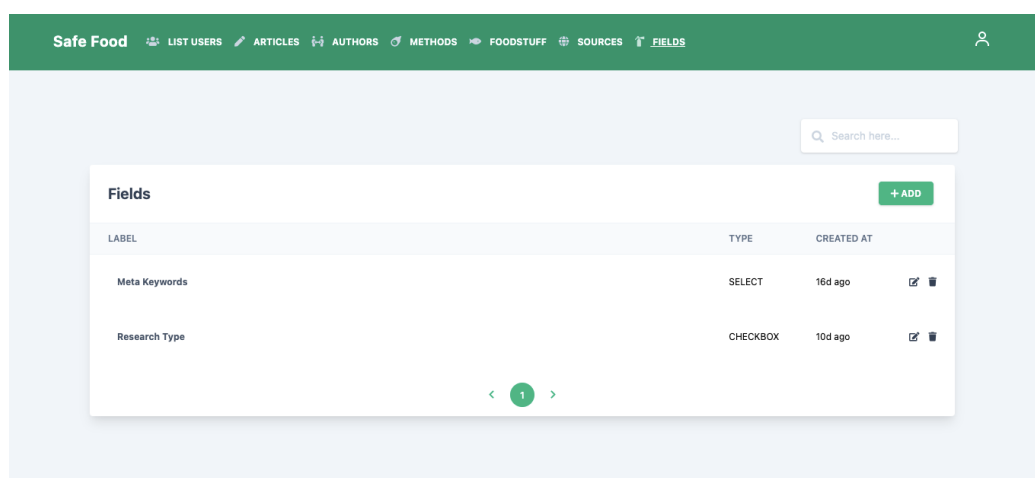 Safe Food LIST USERS ARTICLES AUTHORS METHODS FOODSTUFF SOURCES FIELDS
Search here...
Fields + ADD
LABEL TYPE CREATED AT
Meta Keywords SELECT 16d ago
Research Type CHECKBOX 10d ago
1